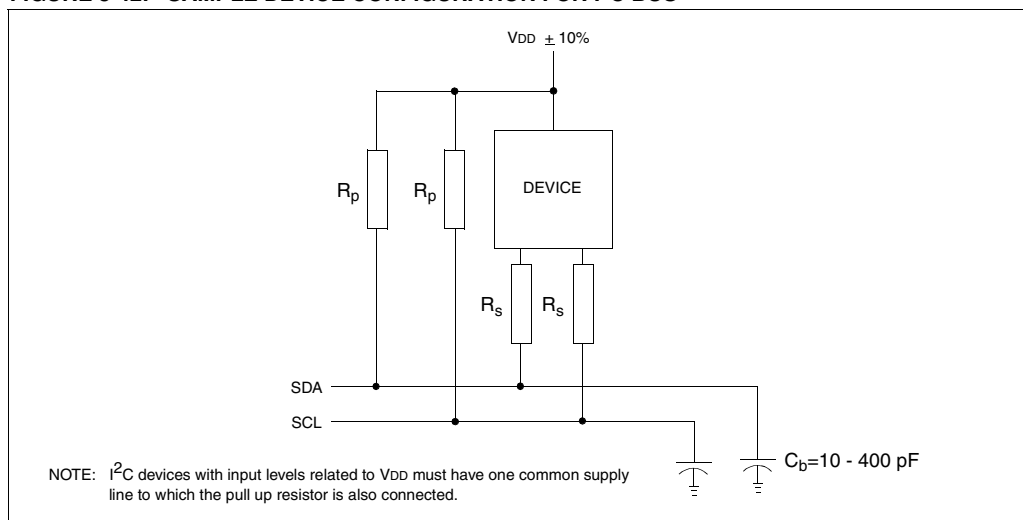 VDD ± 10%
Rp Rp DEVICE
Rs Rs
SDA
SCL
Cb=10 - 400 pF
NOTE: I2C devices with input levels related to VDD must have one common supply
line to which the pull up resistor is also connected.